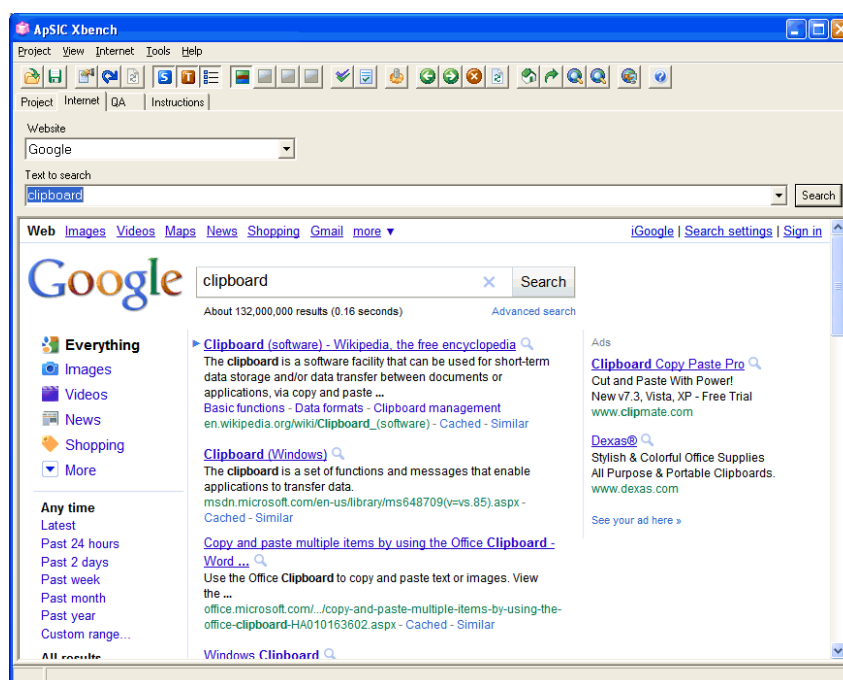 ApSIC Xbench
Project View Internet Tools Help
Project Internet QA Instructions
Website
Google
Text to search
clipboard
Search
Web Images Videos Maps News Shopping Gmail more ▼
iGoogle | Search settings | Sign in
Google
clipboard
Search
About 132,000,000 results (0.16 seconds)
Advanced search
Everything
Images
Videos
News
Shopping
More
Any time
Latest
Past 24 hours
Past 2 days
Past week
Past month
Past year
Custom range...
All results
Clipboard (software) - Wikipedia, the free encyclopedia
The clipboard is a software facility that can be used for short-term
data storage and/or data transfer between documents or
applications, via copy and paste ...
Basic functions - Data formats - Clipboard management
en.wikipedia.org/wiki/Clipboard_(software) - Cached - Similar
Clipboard (Windows)
The clipboard is a set of functions and messages that enable
applications to transfer data.
msdn.microsoft.com/en-us/library/ms648709(v=vs.85).aspx -
Cached - Similar
Copy and paste multiple items by using the Office Clipboard -
Word ...
Use the Office Clipboard to copy and paste text or images. View
the ...
office.microsoft.com/.../copy-and-paste-multiple-items-by-using-the-
office-clipboard-HA010163602.aspx - Cached - Similar
Windows Clipboard
Ads
Clipboard Copy Paste Pro
Cut and Paste With Power!
New v7.3, Vista, XP - Free Trial
www.clipmate.com
Dexas®
Stylish & Colorful Office Supplies
All Purpose & Portable Clipboards.
www.dexas.com
See your ad here »